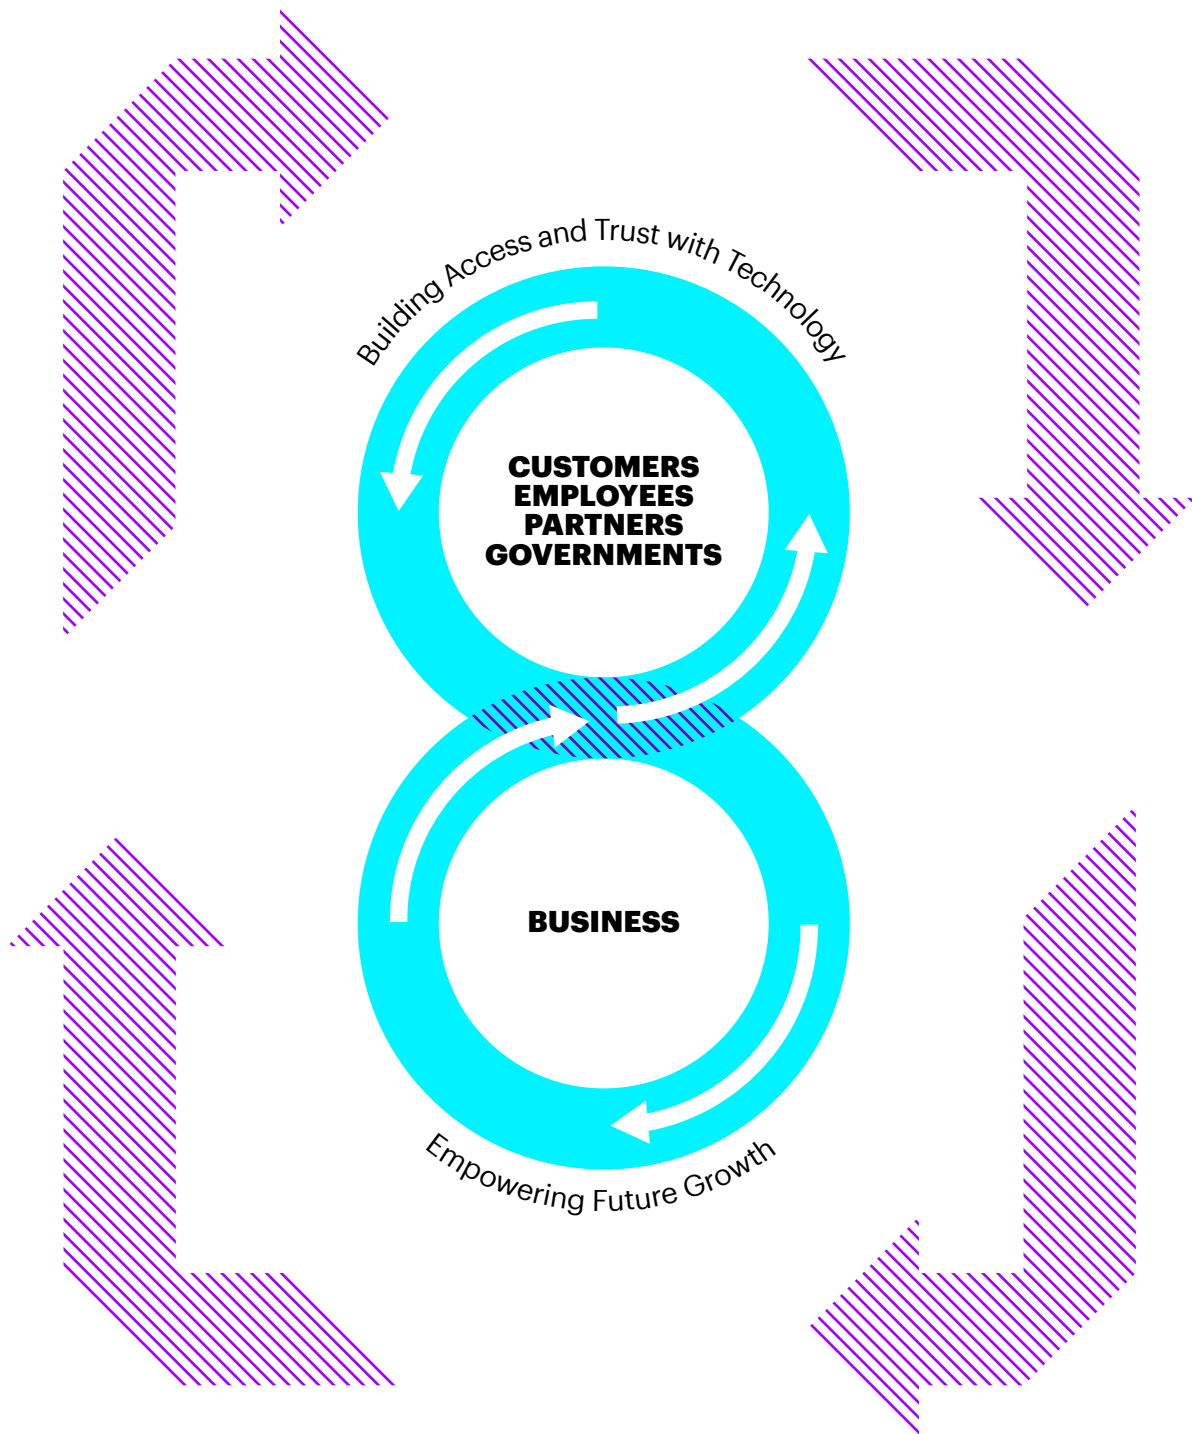 Building Access and Trust with Technology
CUSTOMERS
EMPLOYEES
PARTNERS
GOVERNMENTS
BUSINESS
Empowering Future Growth